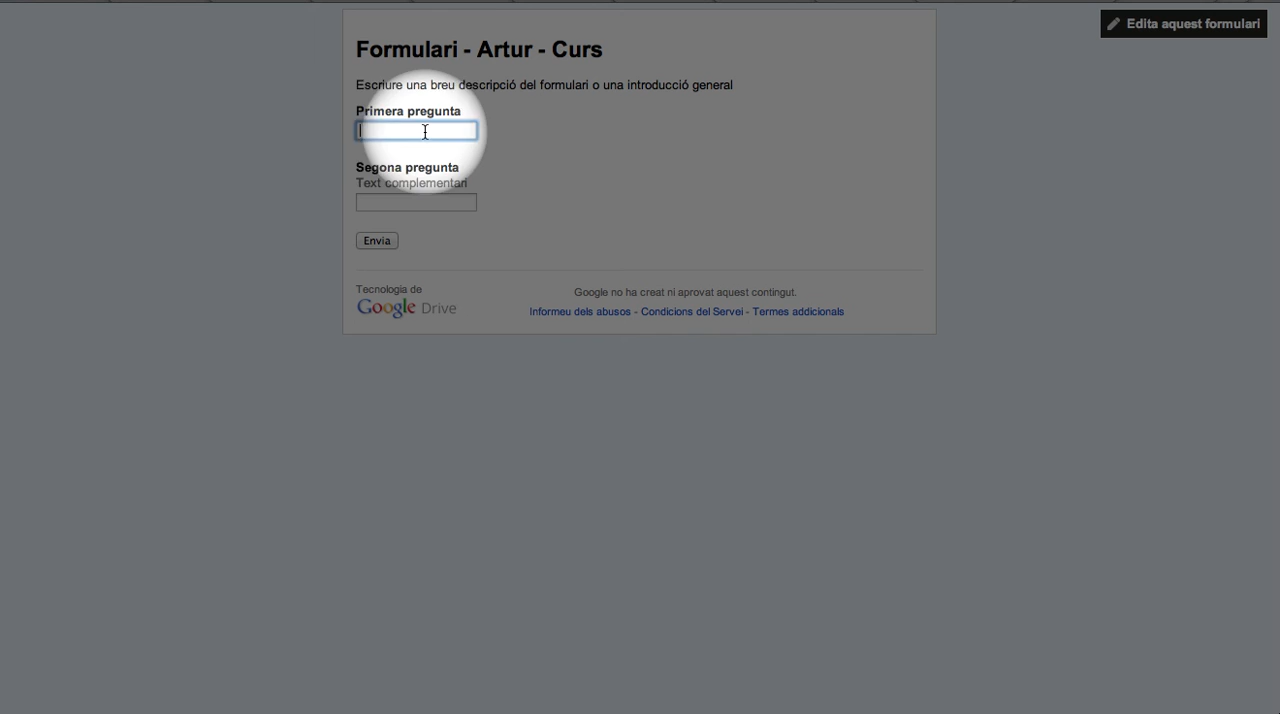 Edita aquest formulari
Formulari - Artur - Curs
Escriure una breu descripció del formulari o una introducció general
Primera pregunta
Segona pregunta
Text complementari
Envia
Tecnologia de
Google Drive
Google no ha creat ni aprovat aquest contingut.
Informeu dels abusos - Condicions del Servei - Termes addicionals